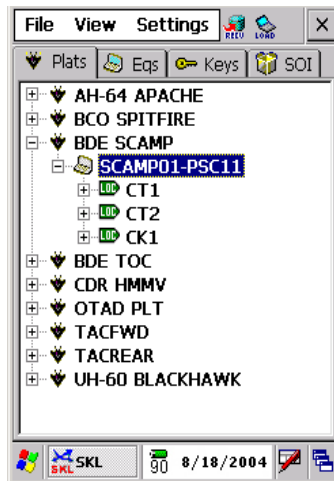 File View Settings RECV LOAD X
Plats Eqs Keys SOI
AH-64 APACHE
BCO SPITFIRE
BDE SCAMP
SCAMP01-PSC11
LOC CT1
LOC CT2
LOC CK1
BDE TOC
CDR HMMV
OTAD PLT
TACFWD
TACREAR
UH-60 BLACKHAWK
SKL SKL 90 8/18/2004